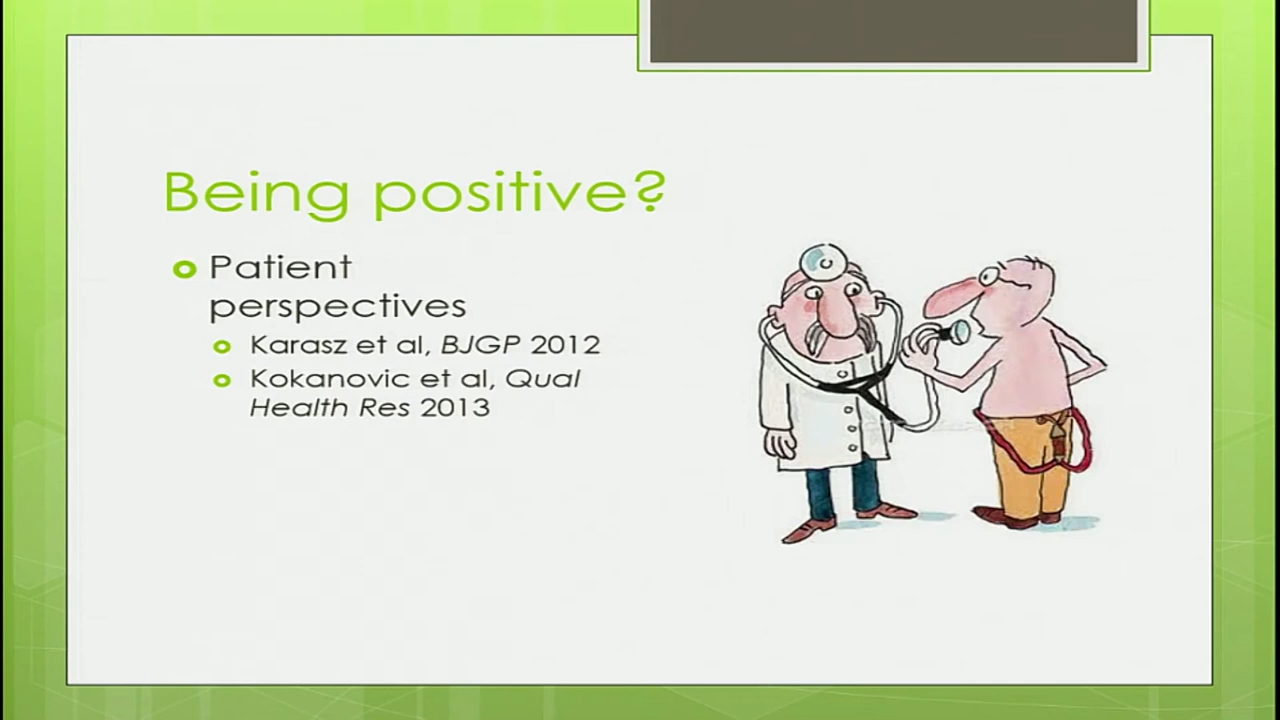 Being positive?
Patient
perspectives
Karasz et al, BJGP 2012
Kokanovic et al, Qual
Health Res 2013